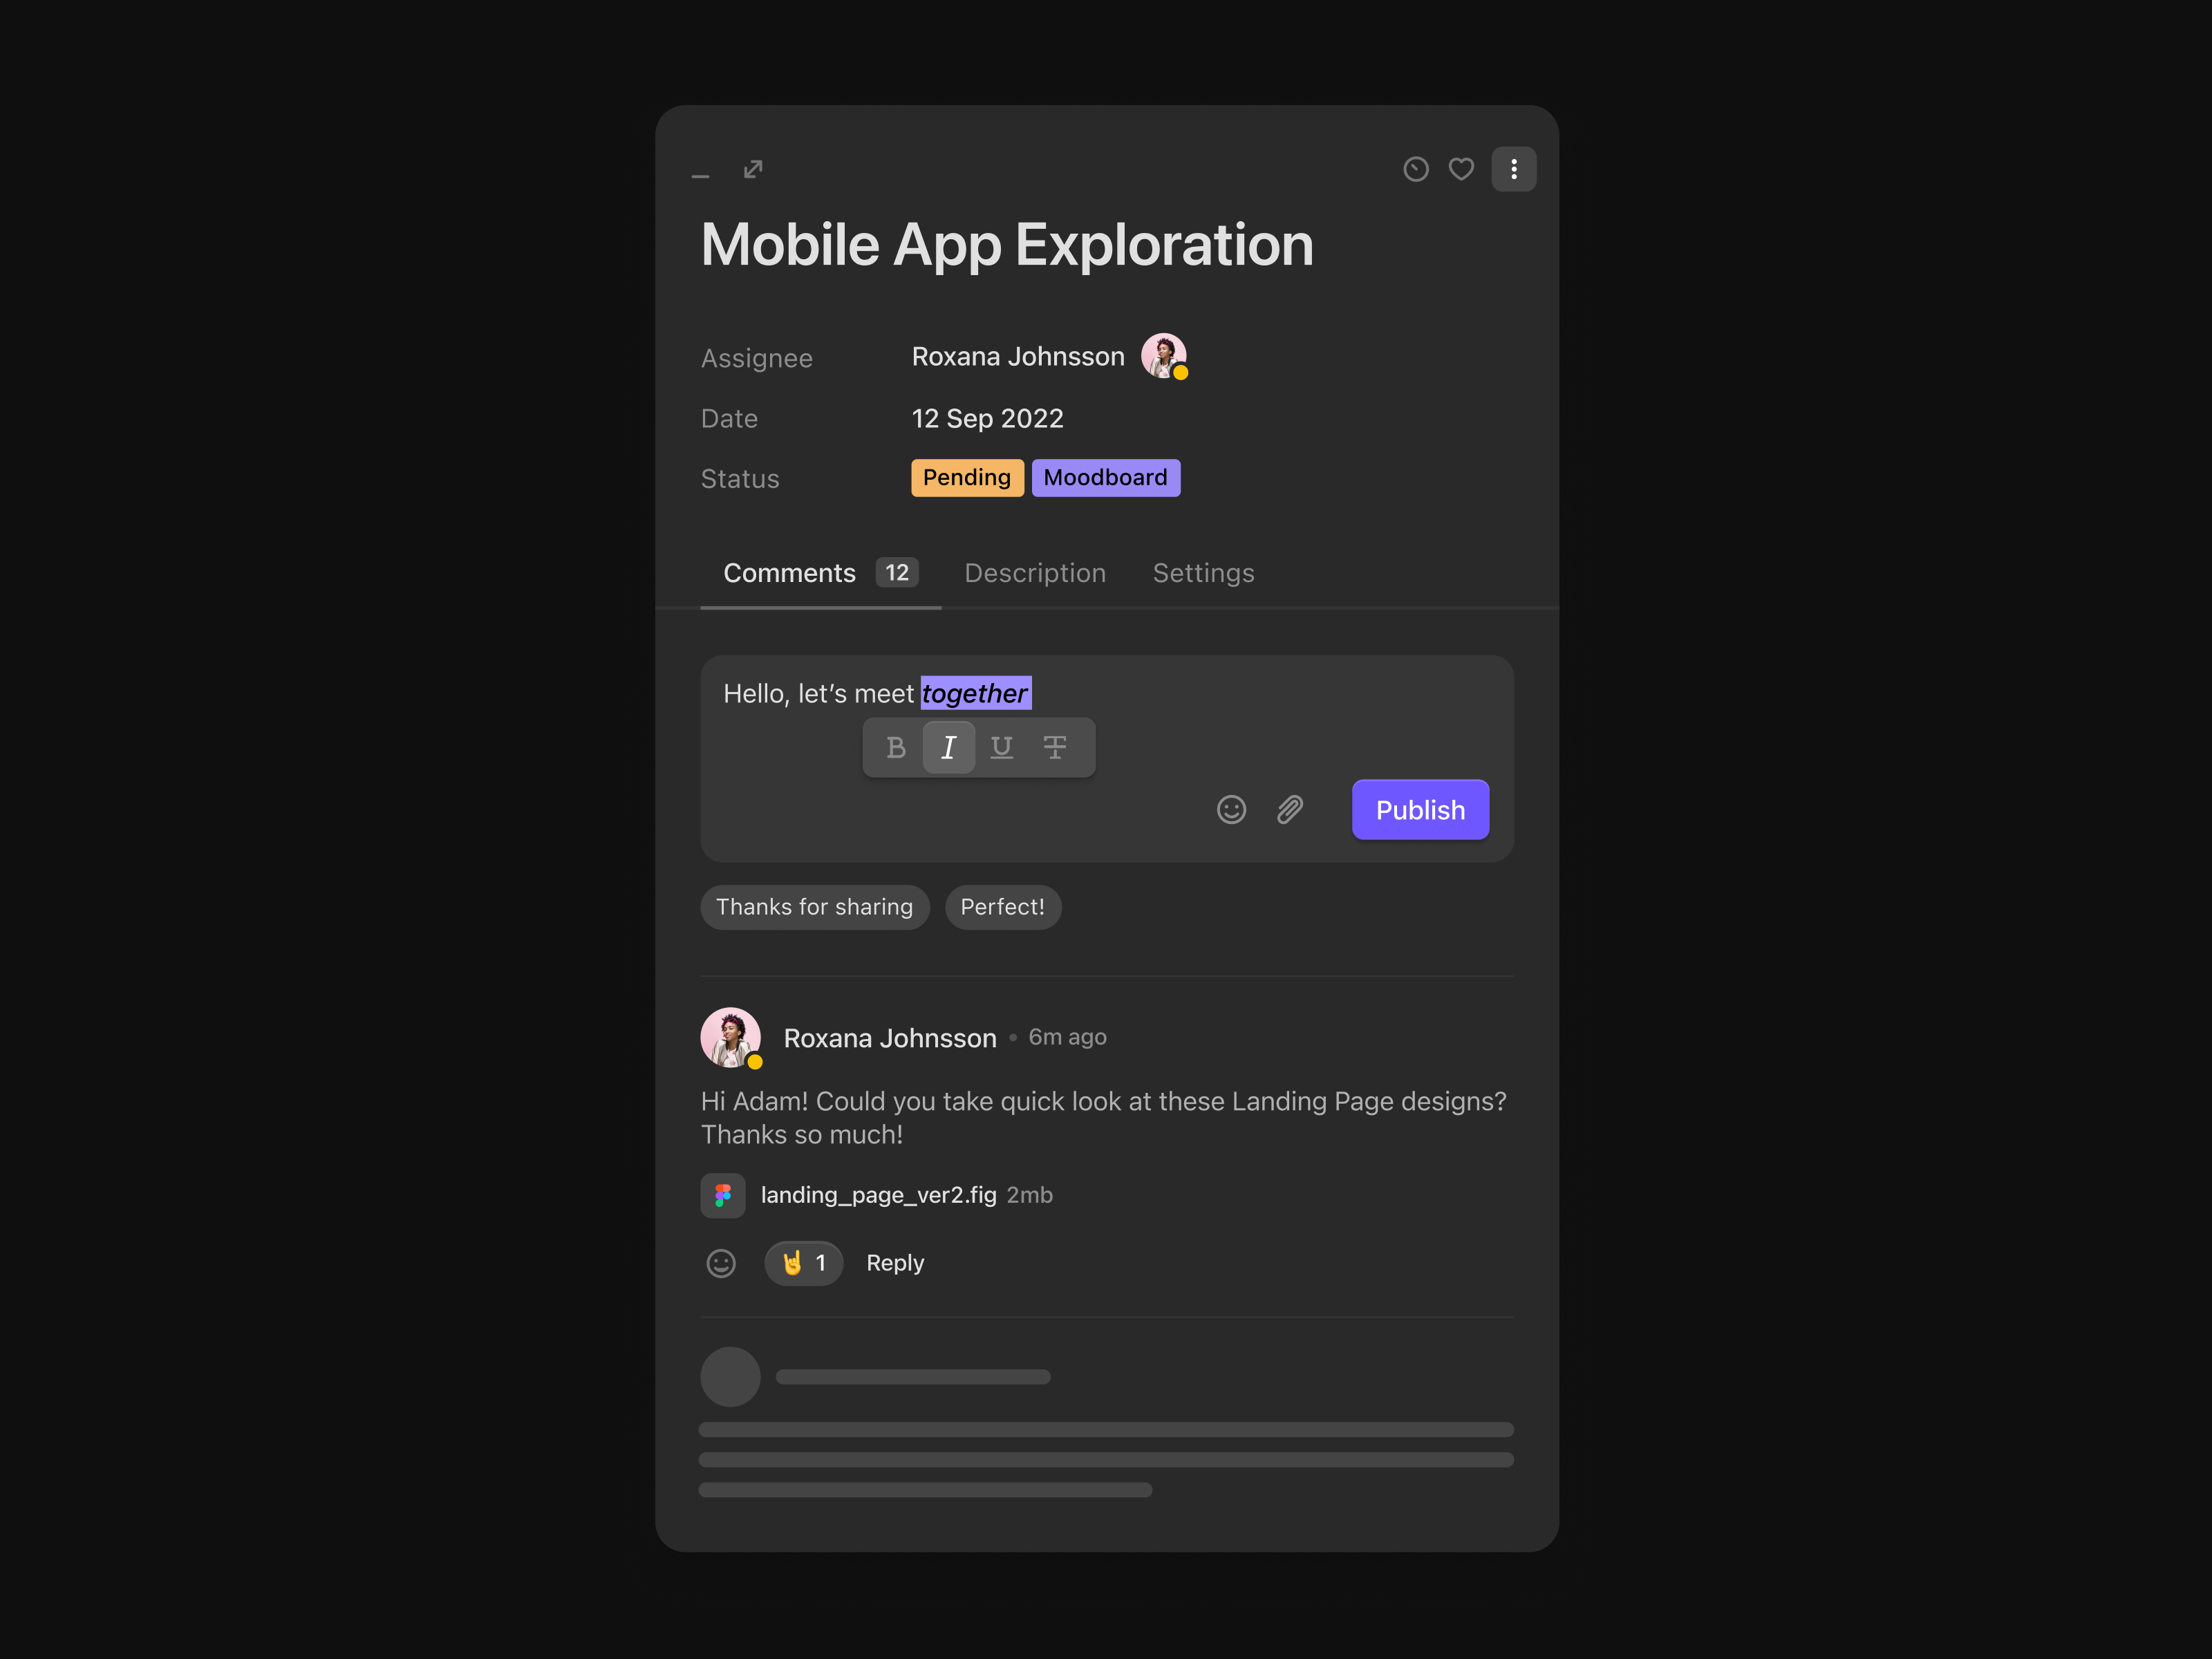 Mobile App Exploration
Assignee Roxana Johnsson
Date 12 Sep 2022
Status Pending Moodboard
Comments 12 Description Settings
Hello, let’s meet together
B I U T
Publish
Thanks for sharing Perfect!
Roxana Johnsson • 6m ago
Hi Adam! Could you take quick look at these Landing Page designs?
Thanks so much!
landing_page_ver2.fig 2mb
🤘 1 Reply